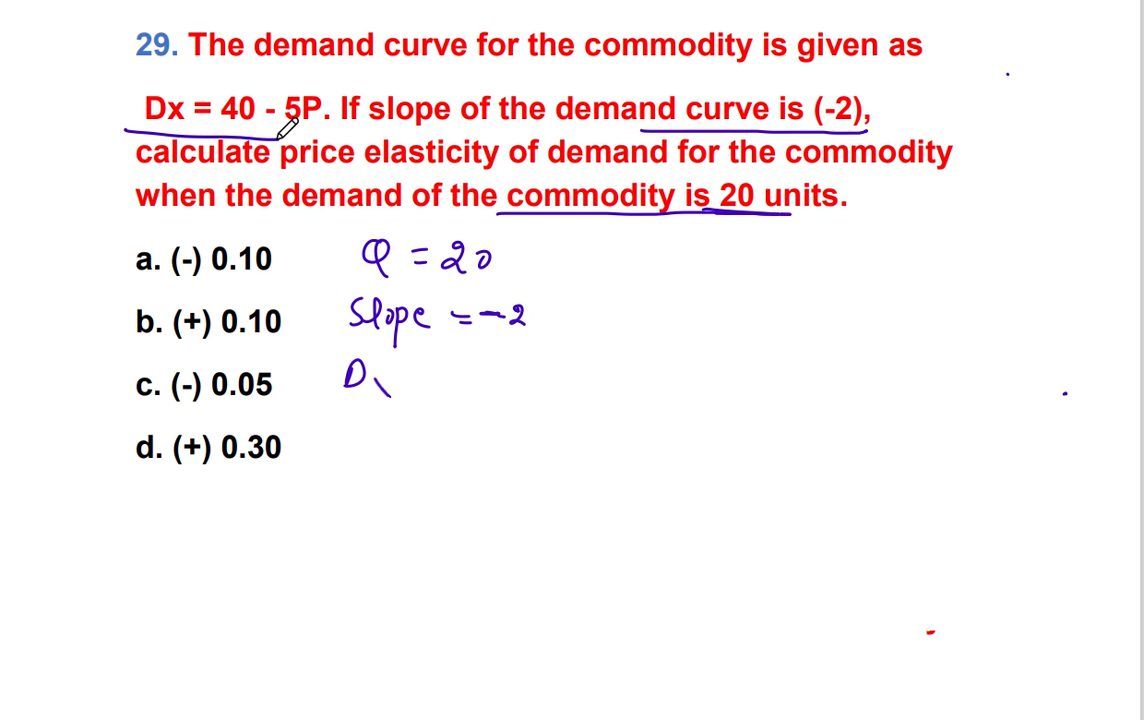 29. The demand curve for the commodity is given as
Dx = 40 - 5P. If slope of the demand curve is (-2),
calculate price elasticity of demand for the commodity
when the demand of the commodity is 20 units.
a. (-) 0.10
Q = 20
b. (+) 0.10
Slope = -2
c. (-) 0.05
D
d. (+) 0.30